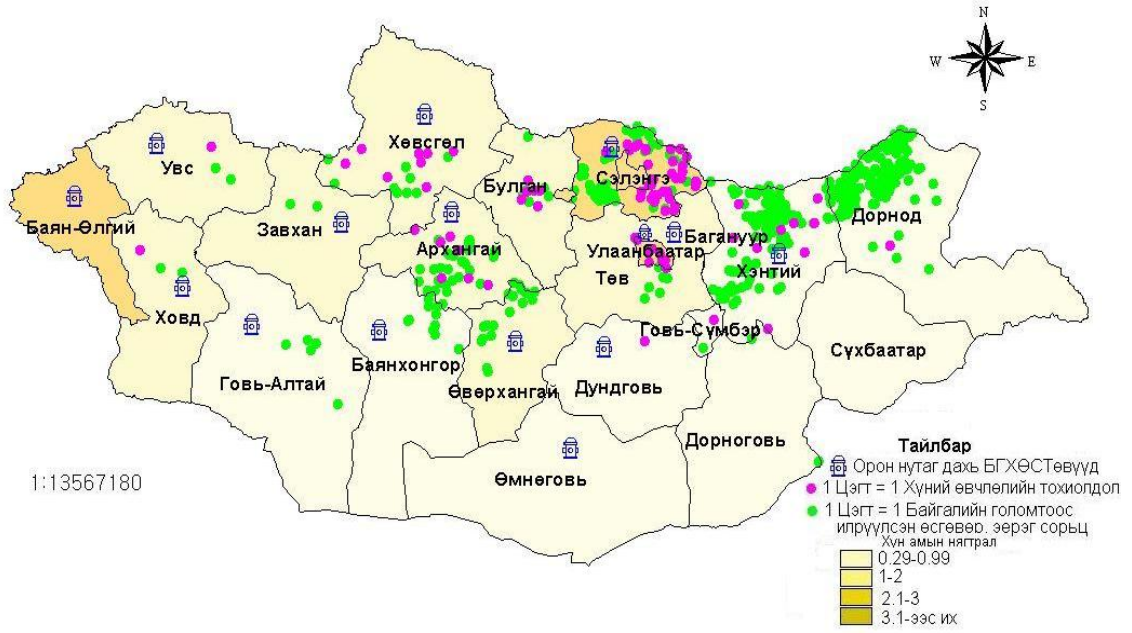 N
W E
S
Хөвсгөл
Увс
Булган
Сэлэнгэ
Баян-Өлгий
Завхан
Дорнод
Архангай
Улаанбаатар
Багануур
Хэнтий
Төв
Ховд
Говь-Сүмбэр
Сүхбаатар
Баянхонгор
Говь-Алтай
Өвөрхангай
Дундговь
Дорноговь
Өмнөговь
1:13567180
Тайлбар
Орон нутаг дахь БГХӨСТөвүүд
1 Цэгт = 1 Хүний өвчлөлийн тохиолдол
1 Цэгт = 1 Байгалийн голомтоос
илрүүлсэн өсгөвөр, эерэг сорьц
Хүн амын нягтрал
0.29-0.99
1-2
2.1-3
3.1-ээс их